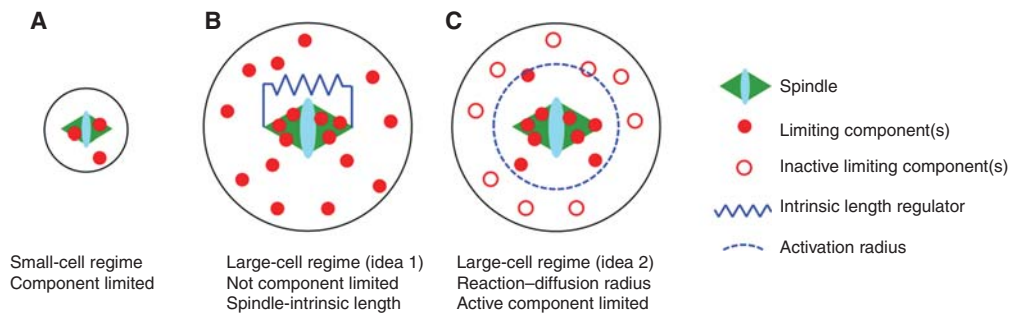 A
B
C
Spindle
Limiting component(s)
Inactive limiting component(s)
Intrinsic length regulator
Activation radius
Small-cell regime
Component limited
Large-cell regime (idea 1)
Not component limited
Spindle-intrinsic length
Large-cell regime (idea 2)
Reaction–diffusion radius
Active component limited